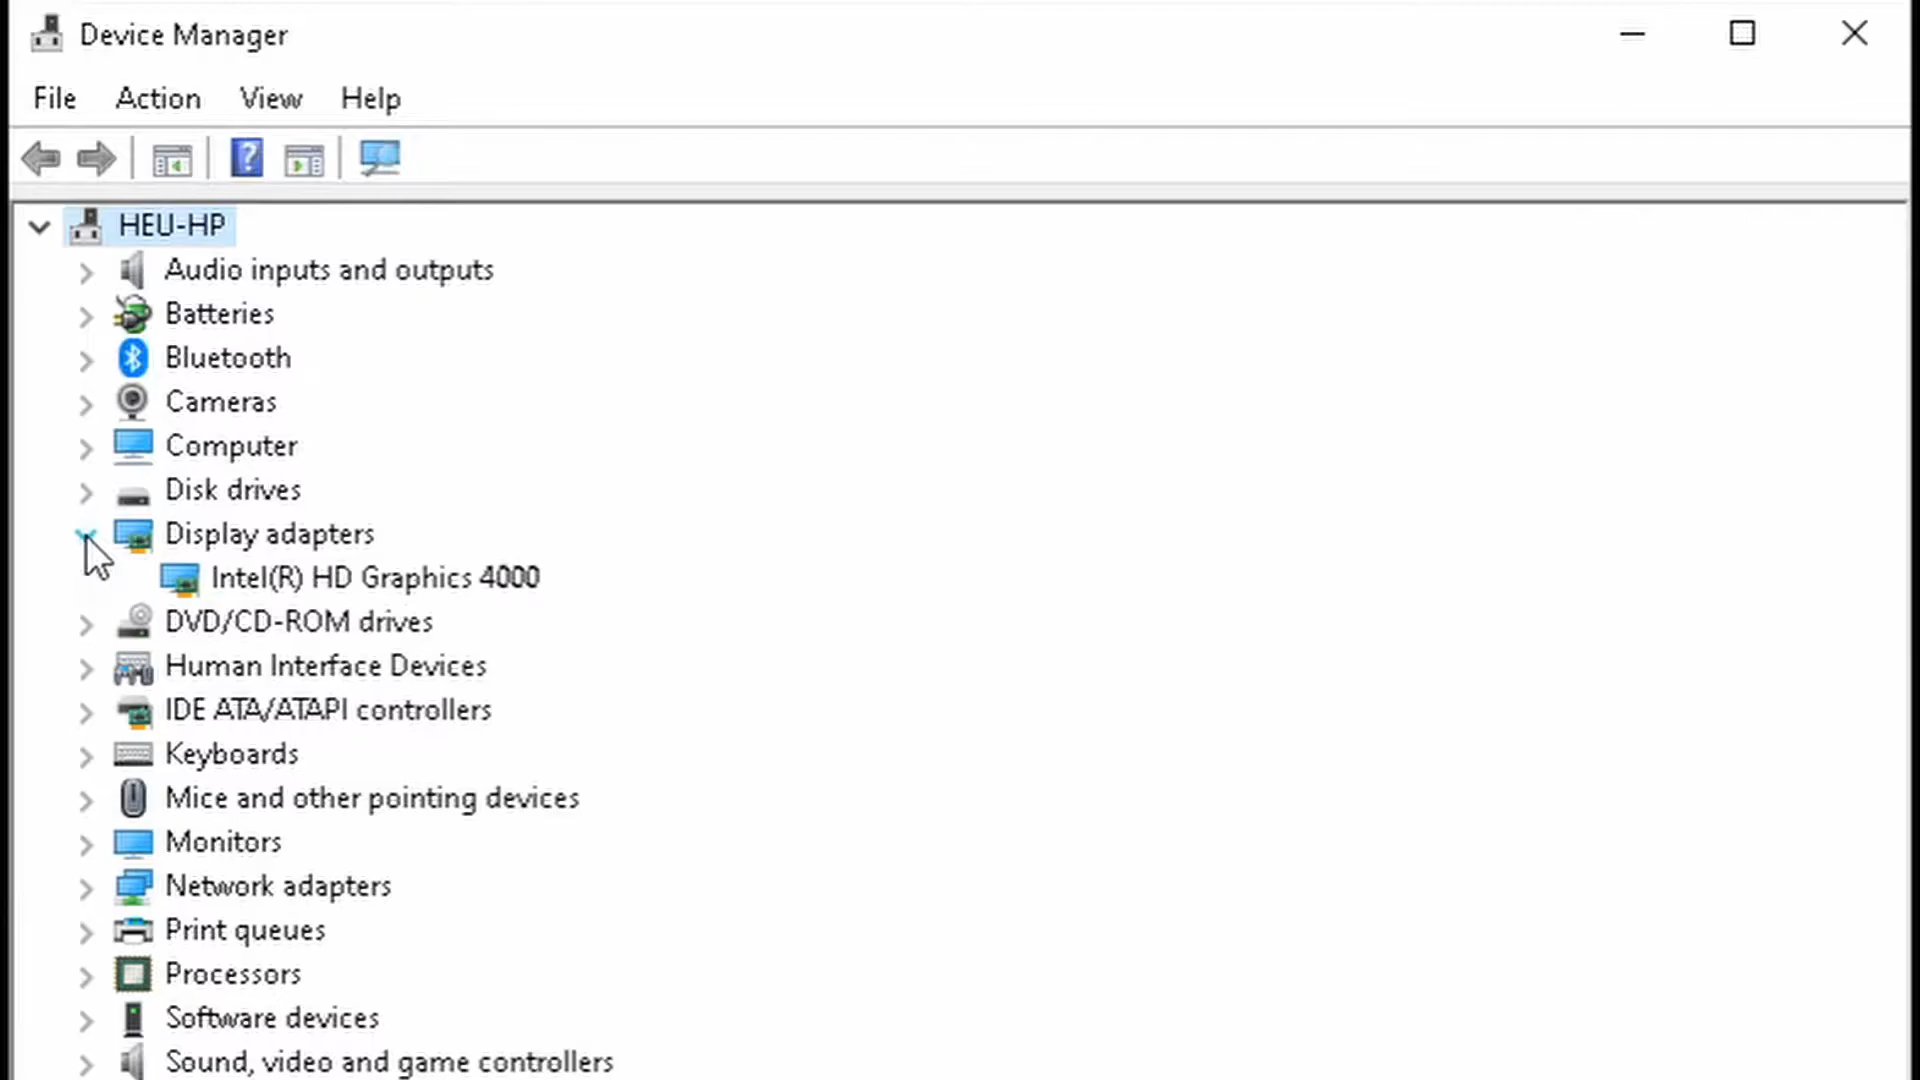 Device Manager
File Action View Help
HEU-HP
Audio inputs and outputs
Batteries
Bluetooth
Cameras
Computer
Disk drives
Display adapters
Intel(R) HD Graphics 4000
DVD/CD-ROM drives
Human Interface Devices
IDE ATA/ATAPI controllers
Keyboards
Mice and other pointing devices
Monitors
Network adapters
Print queues
Processors
Software devices
Sound, video and game controllers